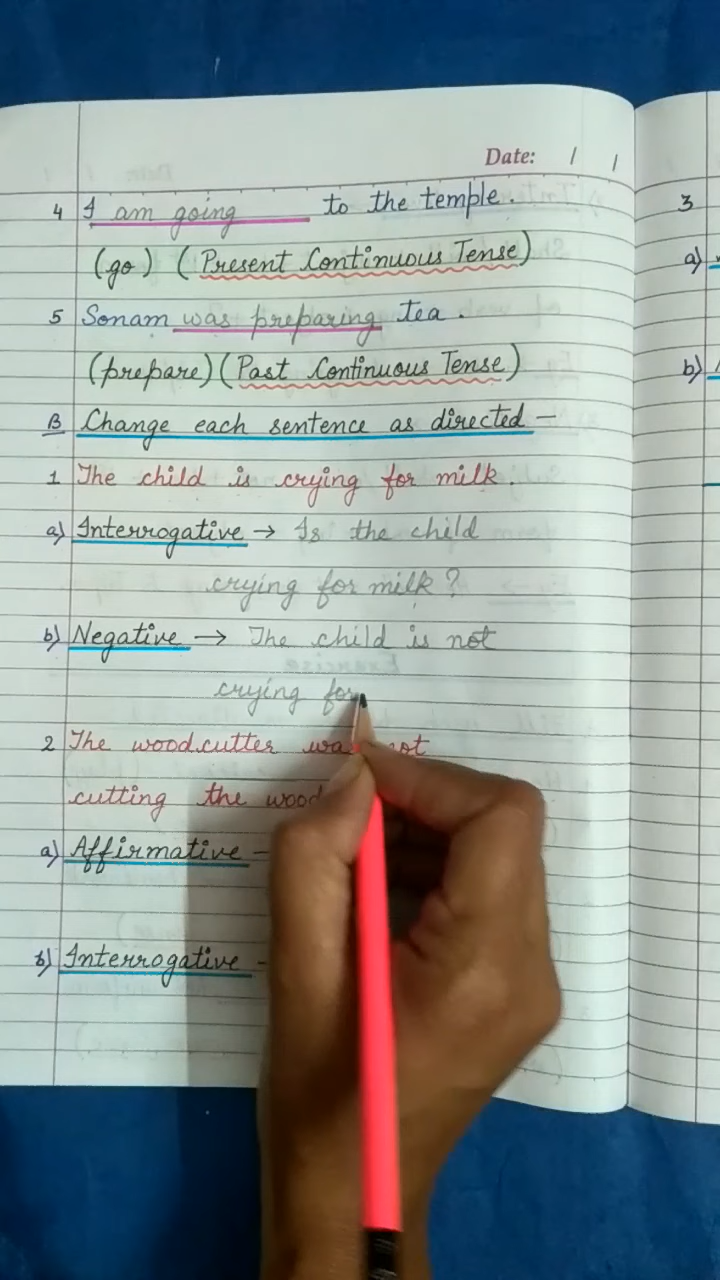 Date: / /
4 I am going to the temple.
(go) (Present Continuous Tense)
5 Sonam was preparing tea.
(prepare) (Past Continuous Tense)
B Change each sentence as directed –
1 The child is crying for milk.
a) Interrogative → Is the child
crying for milk?
b) Negative → The child is not
crying for
2 The woodcutter not
cutting the wood
a) Affirmative –
b) Interrogative –
3
a)
b)